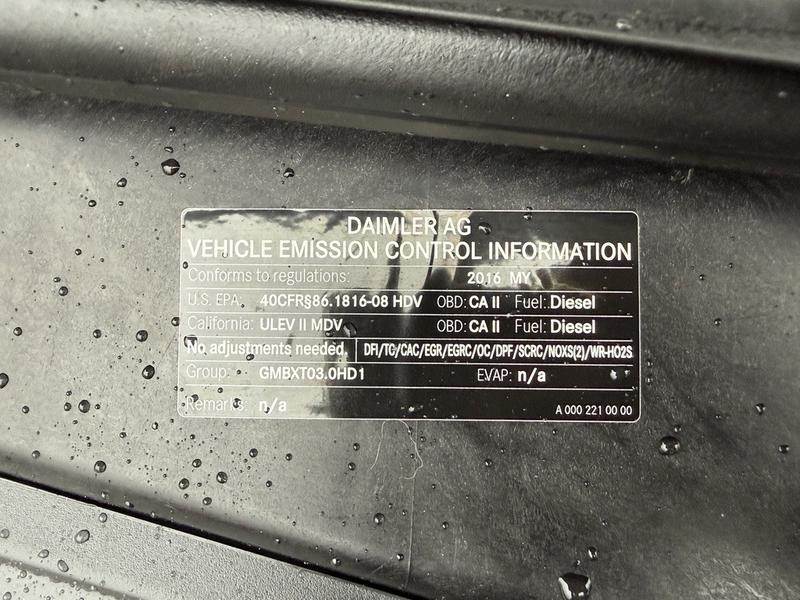 DAIMLER AG
VEHICLE EMISSION CONTROL INFORMATION
Conforms to regulations: 2016 MY
U.S. EPA: 40CFR§86.1816-08 HDV OBD: CA II Fuel: Diesel
California: ULEV II MDV OBD: CA II Fuel: Diesel
No adjustments needed. DFI/TC/CAC/EGR/EGRC/OC/DPF/SCRC/NOXS(2)/WR-HO2S
Group: GMBXT03.0HD1 EVAP: n/a
Remarks: n/a A 000 221 00 00